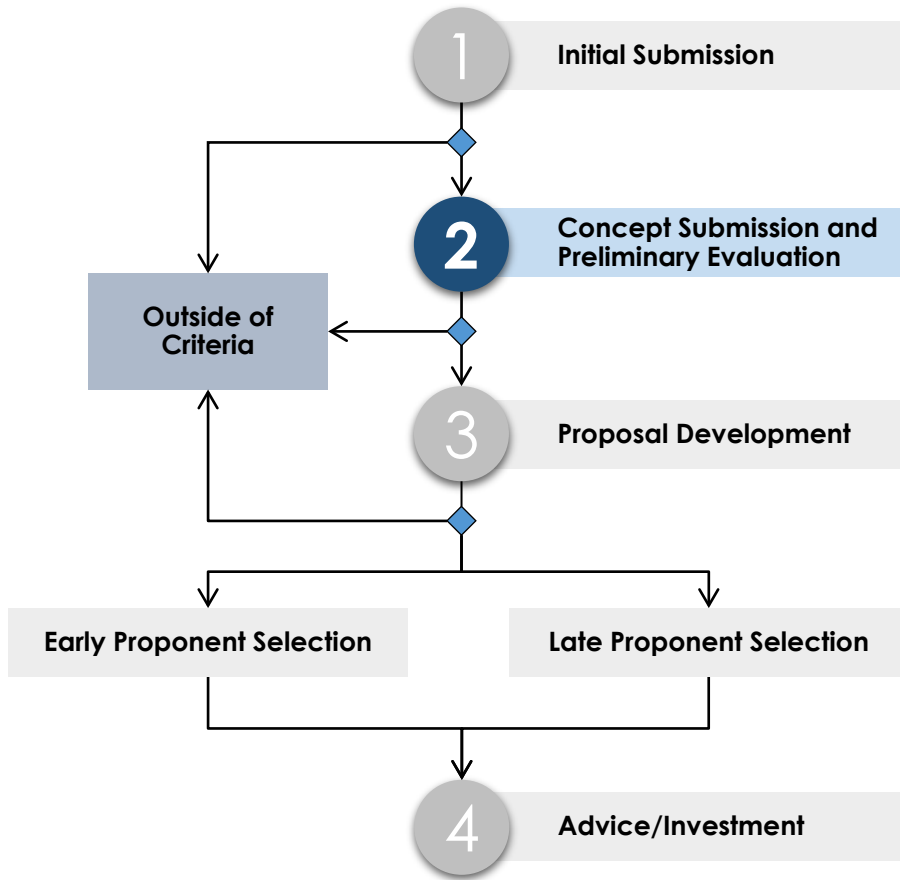 1
Initial Submission
2
Concept Submission and
Preliminary Evaluation
Outside of
Criteria
3
Proposal Development
Early Proponent Selection
Late Proponent Selection
4
Advice/Investment